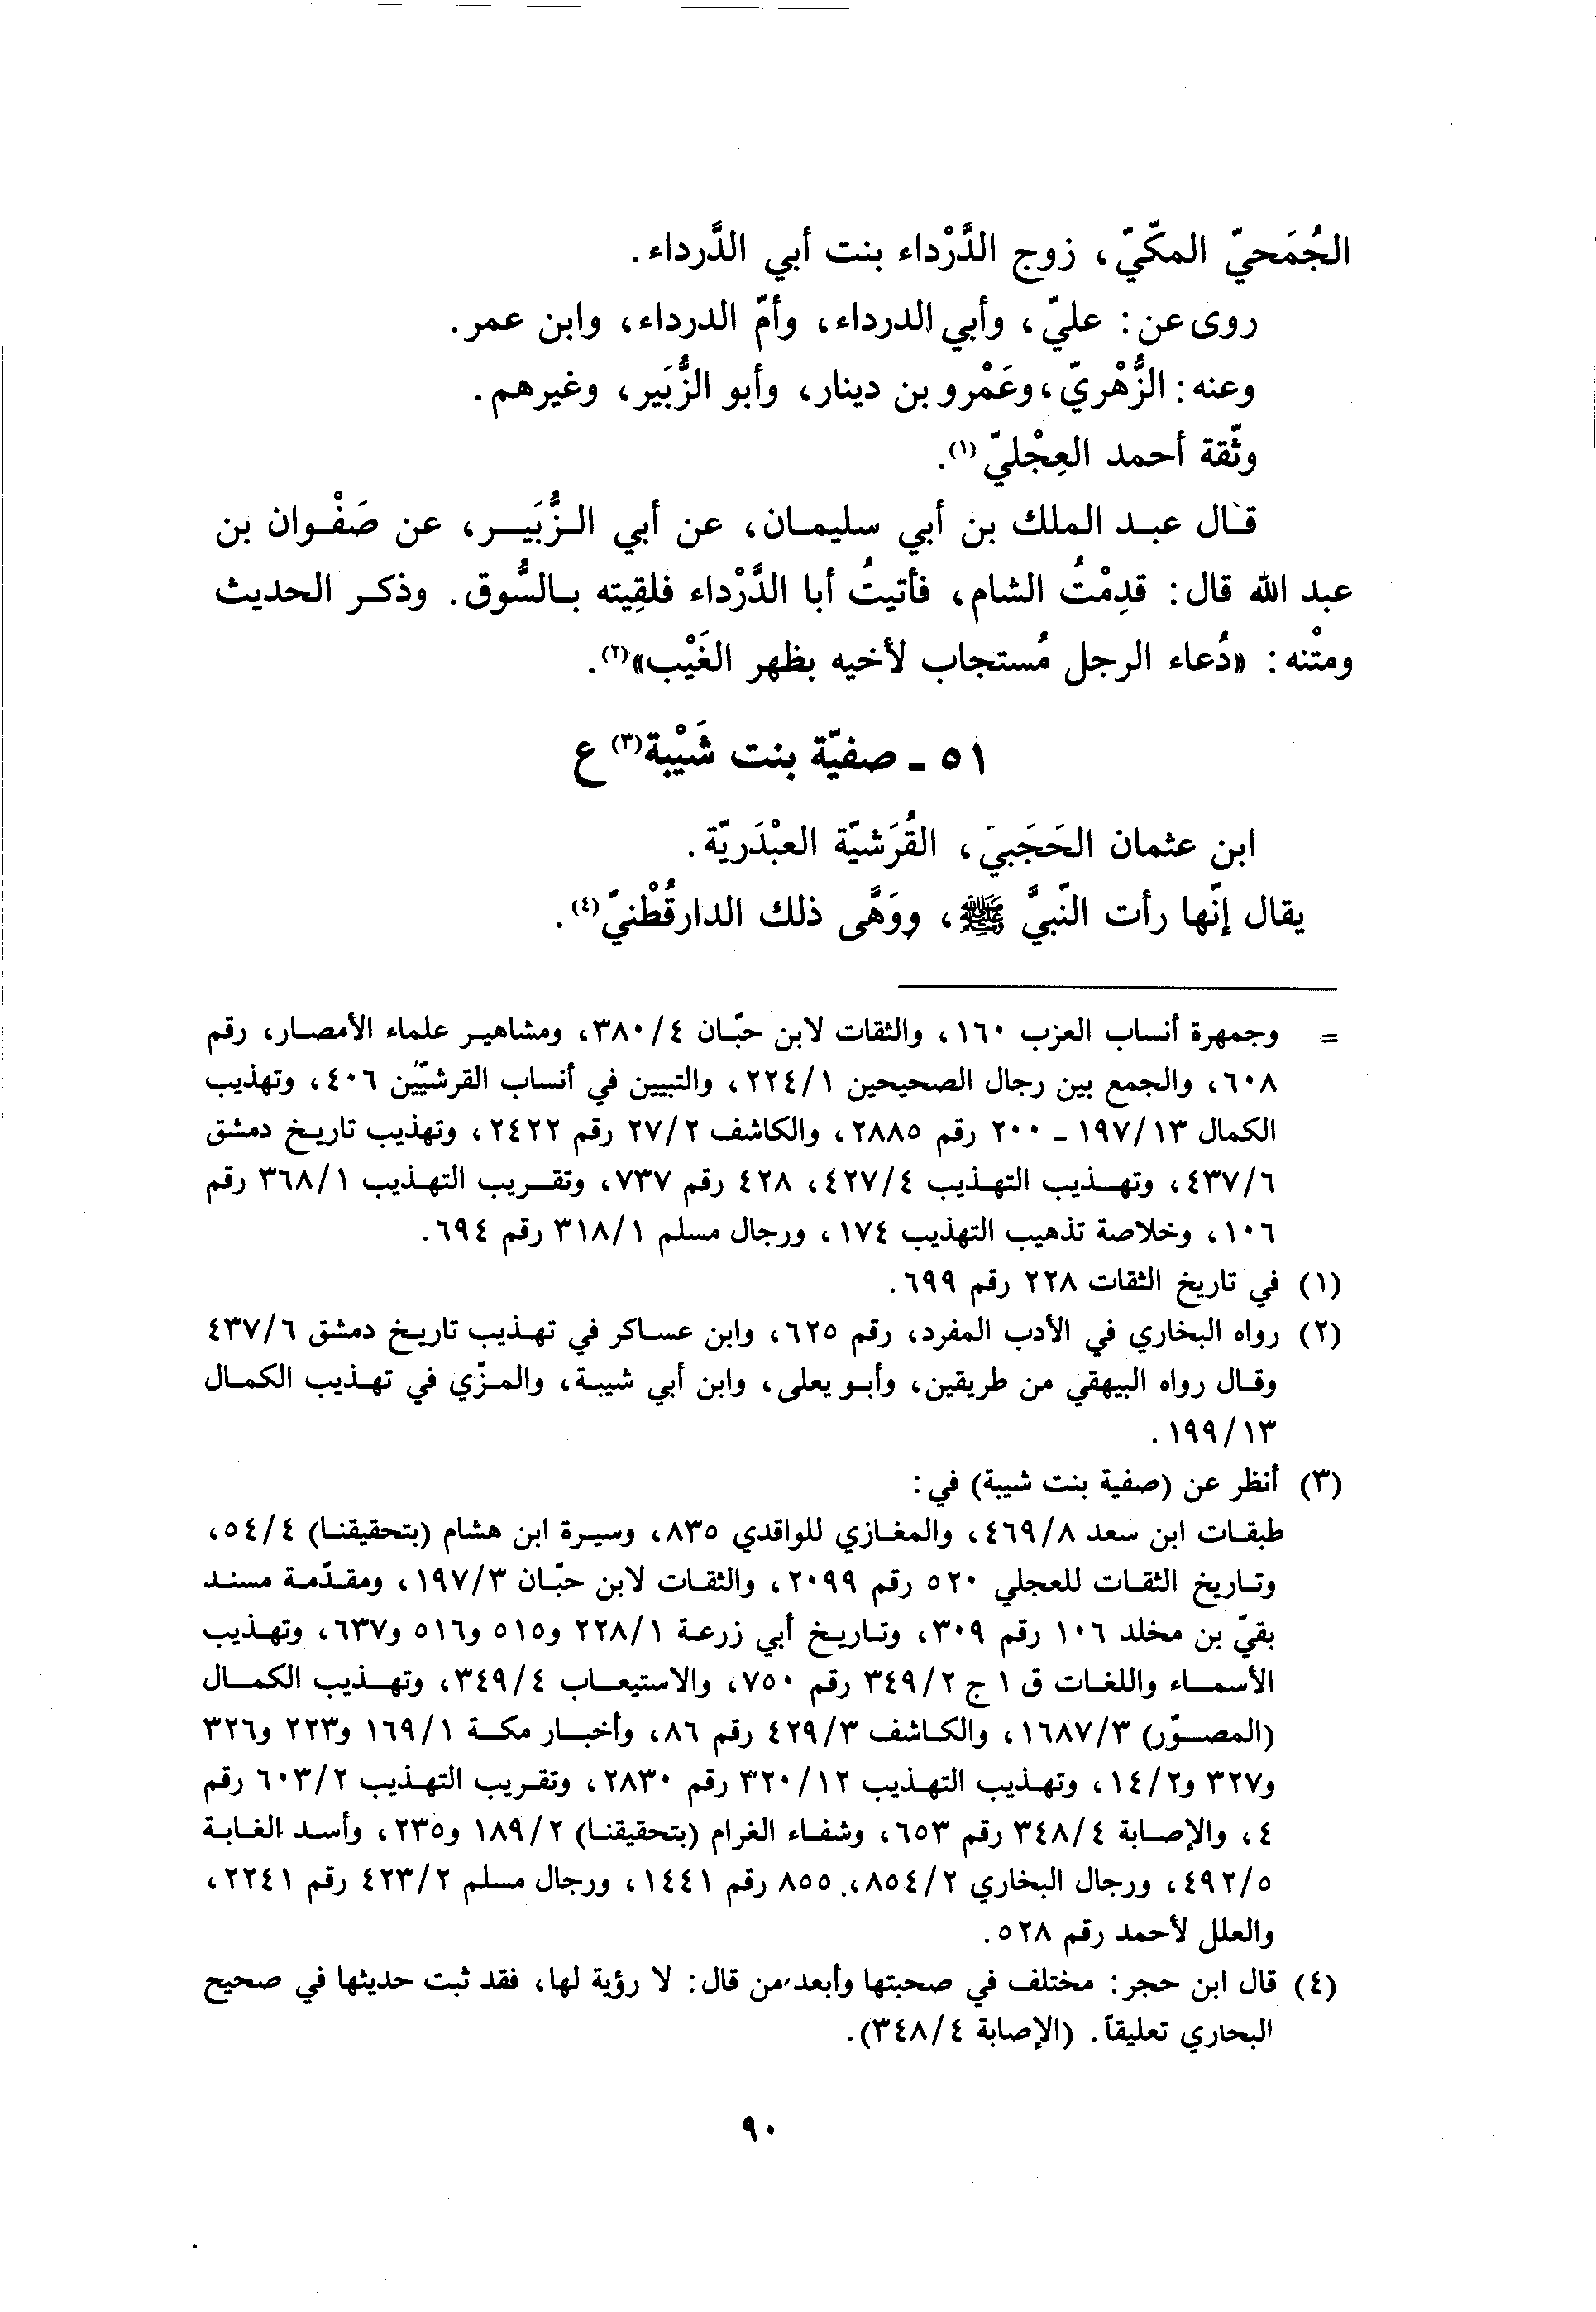 الجُمَحيّ المكّيّ، زوج الدَّرْداء بنت أبي الدَّرداء.
روى عن: عليّ، وأبي الدرداء، وأمّ الدرداء، وابن عمر.
وعنه: الزُّهْريّ، وعَمْرو بن دينار، وأبو الزُّبَير، وغيرهم.
وثّقة أحمد العِجْليّ(١).
قال عبد الملك بن أبي سليمان، عن أبي الزُّبَير، عن صَفْوان بن
عبد الله قال: قدِمْتُ الشام، فأتيتُ أبا الدَّرْداء فلقِيته بالسُّوق. وذكر الحديث
ومتْنه: «دُعاء الرجل مُستجاب لأخيه بظهر الغَيْب»(٢).
٥١ ـ صفيّة بنت شَيْبة(٣) ع
ابن عثمان الحَجَبيّ، القُرَشيّة العبْدَريّة.
يقال إنّها رأت النّبيَّ ﷺ، ووَهَّى ذلك الدارقُطْنيّ(٤).
= وجمهرة أنساب العزب ١٦٠، والثقات لابن حبّان ٣٨٠/٤، ومشاهير علماء الأمصار، رقم
٦٠٨، والجمع بين رجال الصحيحين ٢٢٤/١، والتبيين في أنساب القرشيّين ٤٠٦، وتهذيب
الكمال ١٩٧/١٣ ـ ٢٠٠ رقم ٢٨٨٥، والكاشف ٢٧/٢ رقم ٢٤٢٢، وتهذيب تاريخ دمشق
٤٣٧/٦، وتهذيب التهذيب ٤٢٧/٤، ٤٢٨ رقم ٧٣٧، وتقريب التهذيب ٣٦٨/١ رقم
١٠٦، وخلاصة تذهيب التهذيب ١٧٤، ورجال مسلم ٣١٨/١ رقم ٦٩٤.
(١) في تاريخ الثقات ٢٢٨ رقم ٦٩٩.
(٢) رواه البخاري في الأدب المفرد، رقم ٦٢٥، وابن عساكر في تهذيب تاريخ دمشق ٤٣٧/٦
وقال رواه البيهقي من طريقين، وأبو يعلى، وابن أبي شيبة، والمزّي في تهذيب الكمال
١٩٩/١٣.
(٣) أنظر عن (صفية بنت شيبة) في:
طبقات ابن سعد ٤٦٩/٨، والمغازي للواقدي ٨٣٥، وسيرة ابن هشام (بتحقيقنا) ٥٤/٤،
وتاريخ الثقات للعجلي ٥٢٠ رقم ٢٠٩٩، والثقات لابن حبّان ١٩٧/٣، ومقدّمة مسند
بقيّ بن مخلد ١٠٦ رقم ٣٠٩، وتاريخ أبي زرعة ٢٢٨/١ و٥١٥ و٥١٦ و٦٣٧، وتهذيب
الأسماء واللغات ق ١ ج ٣٤٩/٢ رقم ٧٥٠، والاستيعاب ٣٤٩/٤، وتهذيب الكمال
(المصوّر) ١٦٨٧/٣، والكاشف ٤٢٩/٣ رقم ٨٦، وأخبار مكة ١٦٩/١ و٢٢٣ و٣٢٦
و٣٢٧ و١٤/٢، وتهذيب التهذيب ٣٢٠/١٢ رقم ٢٨٣٠، وتقريب التهذيب ٦٠٣/٢ رقم
٤، والإصابة ٣٤٨/٤ رقم ٦٥٣، وشفاء الغرام (بتحقيقنا) ١٨٩/٢ و٢٣٥، وأسد الغابة
٤٩٢/٥، ورجال البخاري ٨٥٤/٢، ٨٥٥ رقم ١٤٤١، ورجال مسلم ٤٢٣/٢ رقم ٢٢٤١،
والعلل لأحمد رقم ٥٢٨.
(٤) قال ابن حجر: مختلف في صحبتها وأبعد من قال: لا رؤية لها، فقد ثبت حديثها في صحيح
البحاري تعليقاً. (الإصابة ٣٤٨/٤).
٩٠